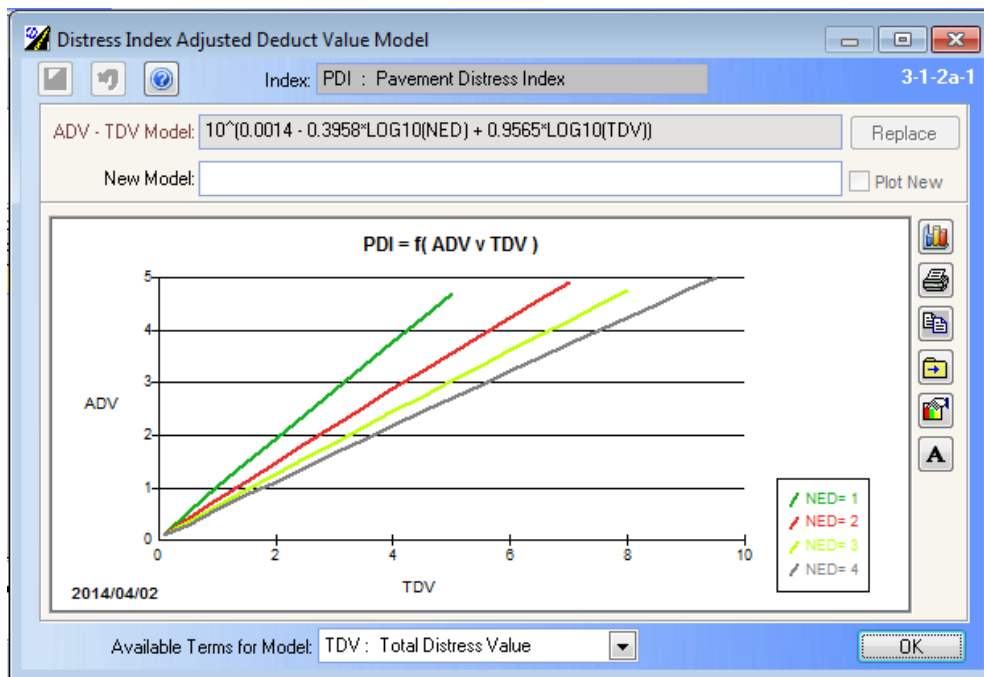 Distress Index Adjusted Deduct Value Model
Index: PDI : Pavement Distress Index
3-1-2a-1
ADV - TDV Model: 10^(0.0014 - 0.3958*LOG10(NED) + 0.9565*LOG10(TDV))
Replace
New Model:
Plot New
PDI = f( ADV v TDV )
5
4
3
ADV
2
1
0
0 2 4 6 8 10
TDV
NED= 1
NED= 2
NED= 3
NED= 4
2014/04/02
A
Available Terms for Model: TDV : Total Distress Value
OK